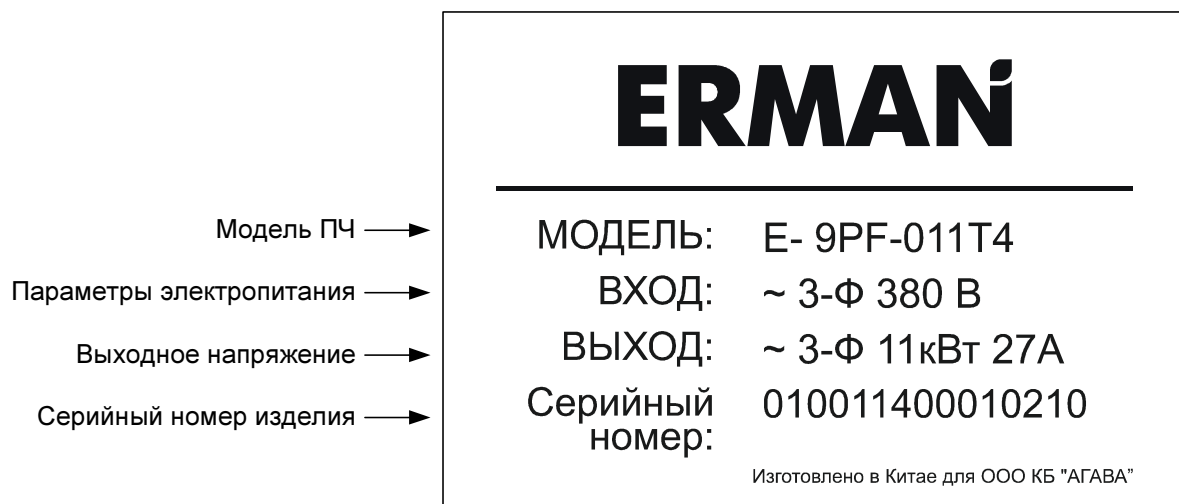 ERMAN
Модель ПЧ
МОДЕЛЬ: E- 9PF-011T4
Параметры электропитания
ВХОД: ~ 3-Ф 380 В
Выходное напряжение
ВЫХОД: ~ 3-Ф 11кВт 27А
Серийный номер изделия
Серийный номер: 010011400010210
Изготовлено в Китае для ООО КБ "АГАВА"